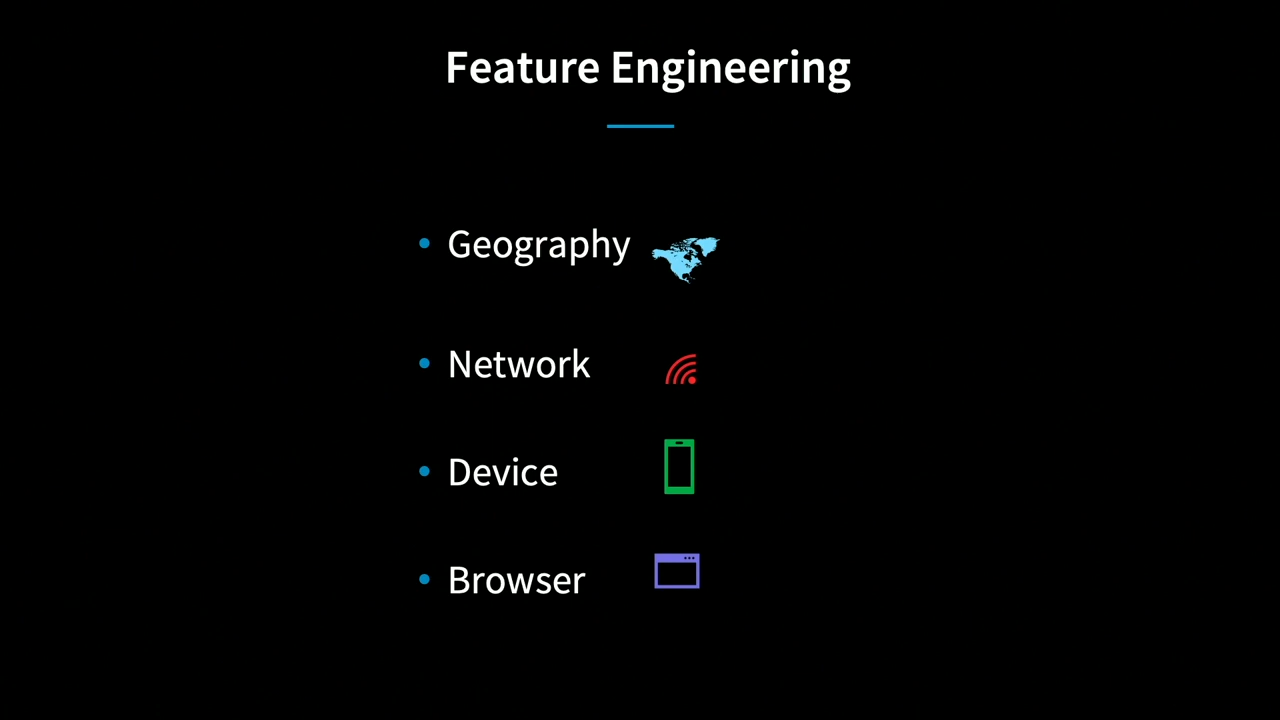 Feature Engineering
• Geography
• Network
• Device
• Browser